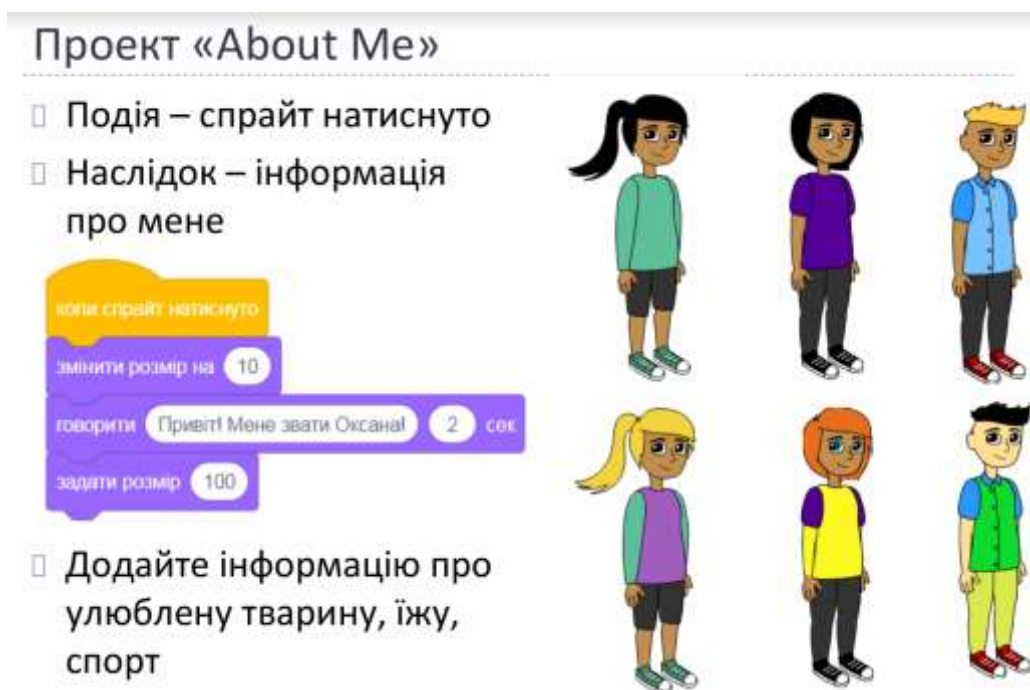 Проект «About Me»
Подія – спрайт натиснуто
Наслідок – інформація
про мене
коли спрайт натиснуто
змінити розмір на 10
говорити Привіт! Мене звати Оксана! 2 сек
задати розмір 100
Додайте інформацію про
улюблену тварину, їжу,
спорт